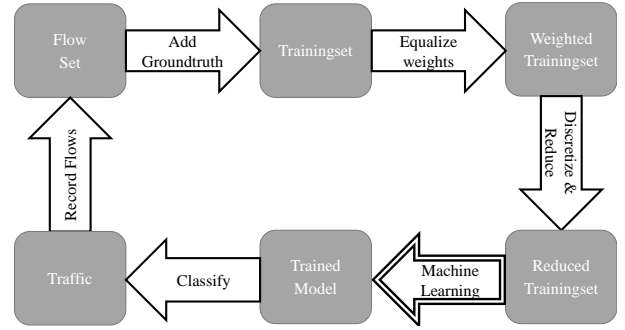 Flow
Set
Add
Groundtruth
Trainingset
Equalize
weights
Weighted
Trainingset
Discretize &
Reduce
Reduced
Trainingset
Machine
Learning
Trained
Model
Classify
Traffic
Record Flows